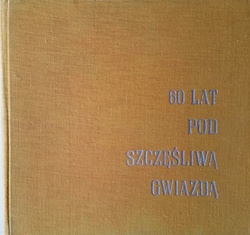 60 LAT
POD
SZCZĘŚLIWĄ
GWIAZDĄ